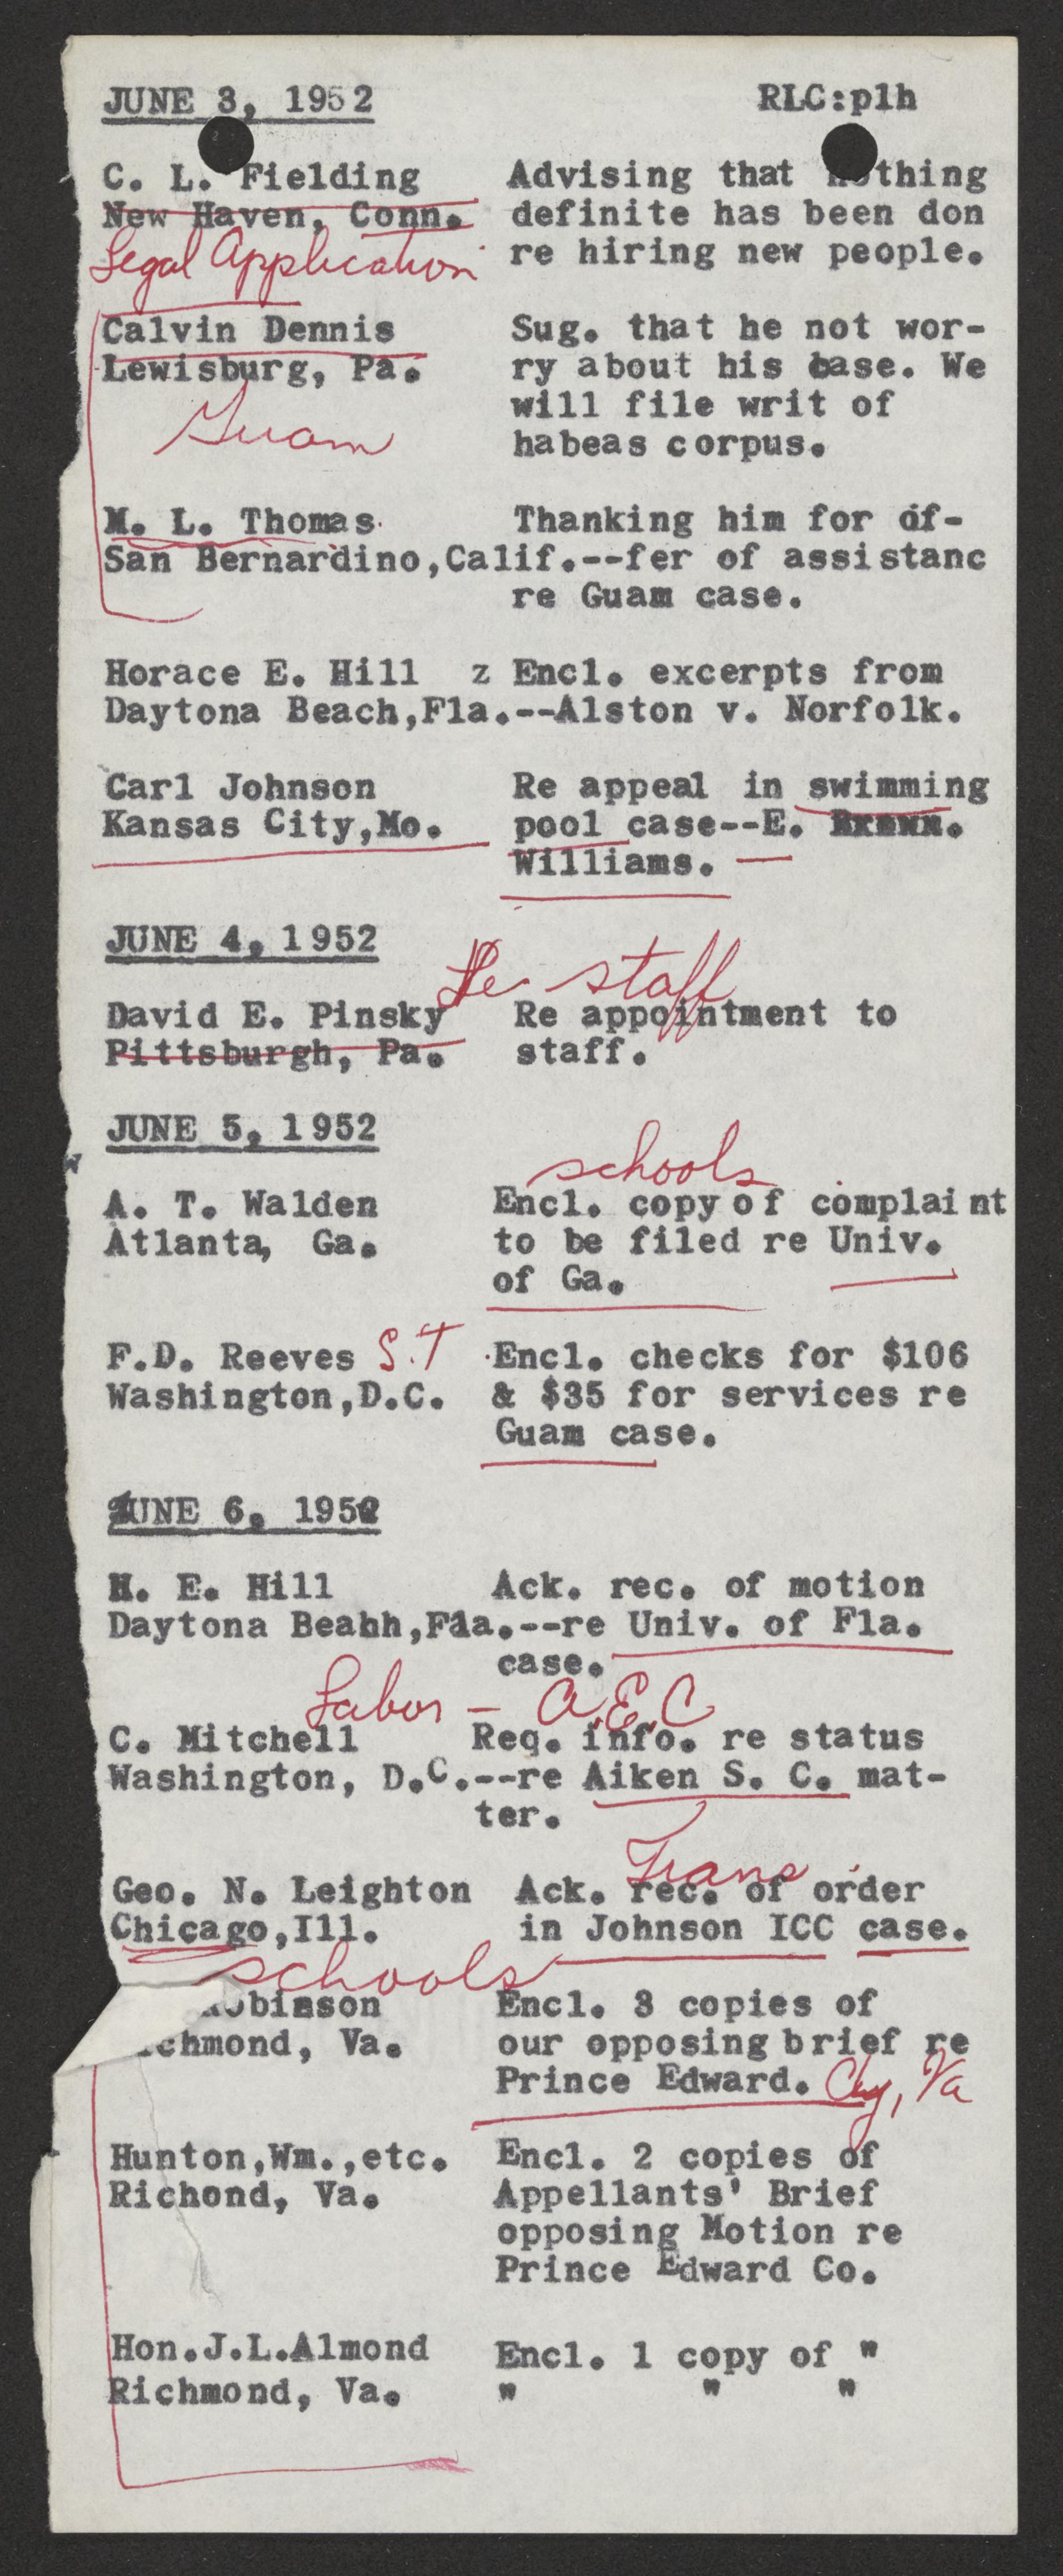 JUNE 3, 1952 RLC:plh
C. L. Fielding Advising that nothing
New Haven, Conn. definite has been don
Legal Application re hiring new people.
Calvin Dennis Sug. that he not wor-
Lewisburg, Pa. ry about his case. We
will file writ of
Guam habeas corpus.
M. L. Thomas Thanking him for of-
San Bernardino,Calif.--fer of assistanc
re Guam case.
Horace E. Hill z Encl. excerpts from
Daytona Beach,Fla.--Alston v. Norfolk.
Carl Johnson Re appeal in swimming
Kansas City,Mo. pool case--E.
Williams. —
JUNE 4, 1952
Le staff
David E. Pinsky Re appointment to
Pittsburgh, Pa. staff.
JUNE 5, 1952
schools
A. T. Walden Encl. copy of complaint
Atlanta, Ga. to be filed re Univ.
of Ga.
F.D. Reeves S.T Encl. checks for $106
Washington,D.C. & $35 for services re
Guam case.
JUNE 6, 1952
H. E. Hill Ack. rec. of motion
Daytona Beahh,Fla.--re Univ. of Fla.
case.
Labor - A.E.C
C. Mitchell Req. info. re status
Washington, D.C.--re Aiken S. C. mat-
ter.
Trans
Geo. N. Leighton Ack. rec. of order
Chicago,Ill. in Johnson ICC case.
schools
obinson Encl. 3 copies of
chmond, Va. our opposing brief re
Prince Edward. Cty, Va
Hunton,Wm.,etc. Encl. 2 copies of
Richond, Va. Appellants' Brief
opposing Motion re
Prince Edward Co.
Hon.J.L.Almond Encl. 1 copy of "
Richmond, Va. " " "